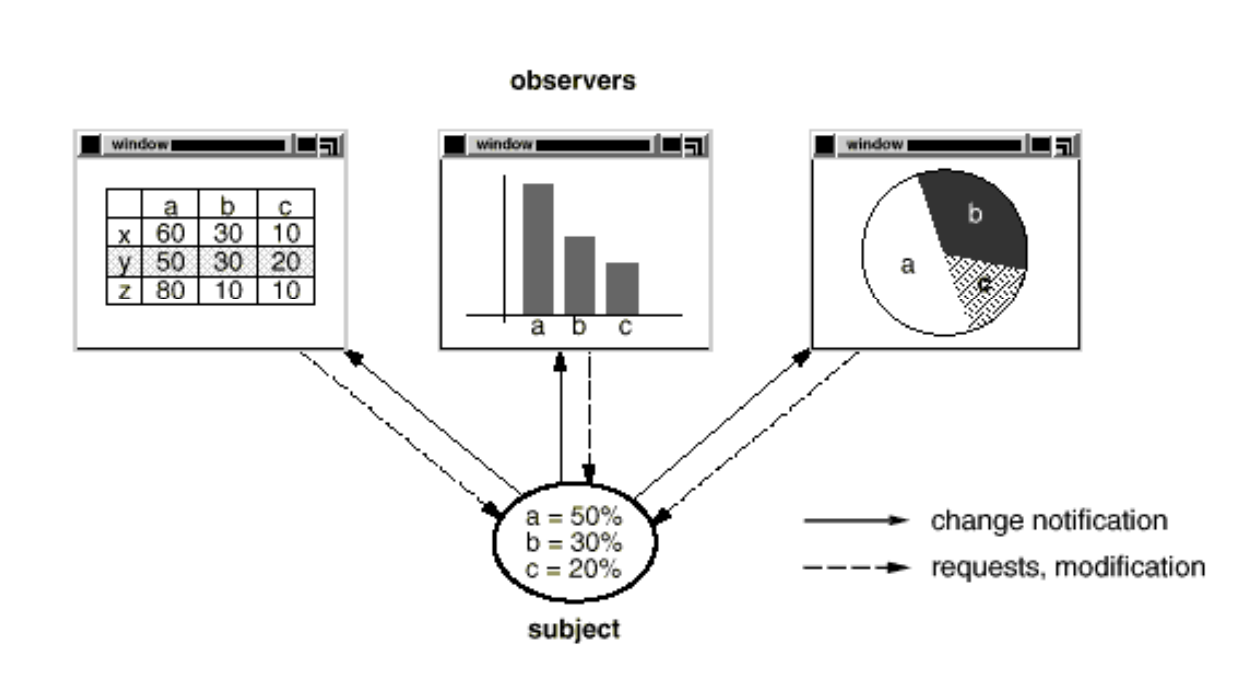 observers
window
a b c
x 60 30 10
y 50 30 20
z 80 10 10
window
a b c
window
a
b
c
a = 50%
b = 30%
c = 20%
subject
change notification
requests, modification